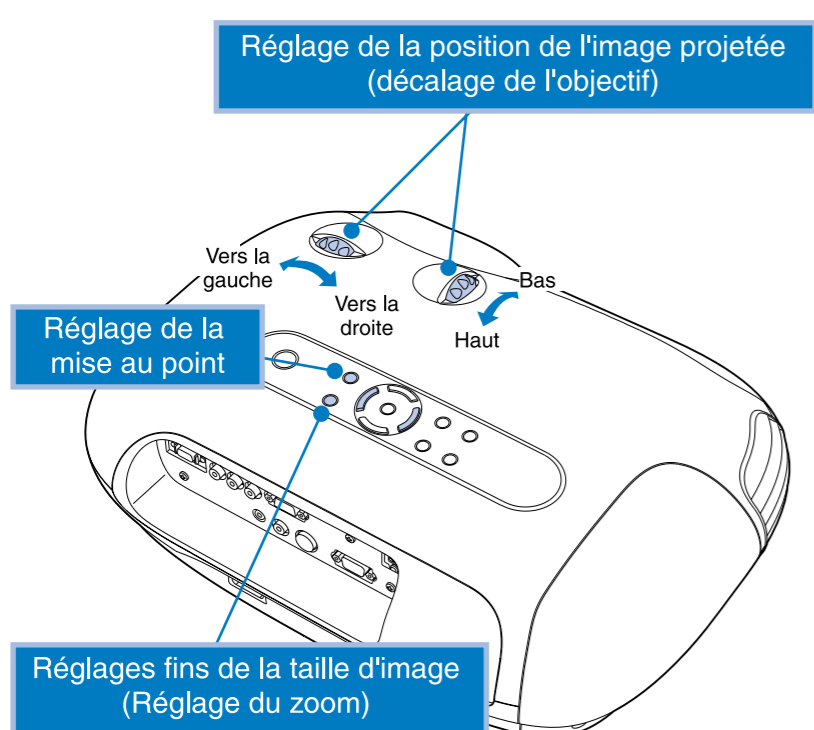 Réglage de la position de l'image projetée
(décalage de l'objectif)
Vers la
gauche
Vers la
droite
Bas
Haut
Réglage de la
mise au point
Réglages fins de la taille d'image
(Réglage du zoom)